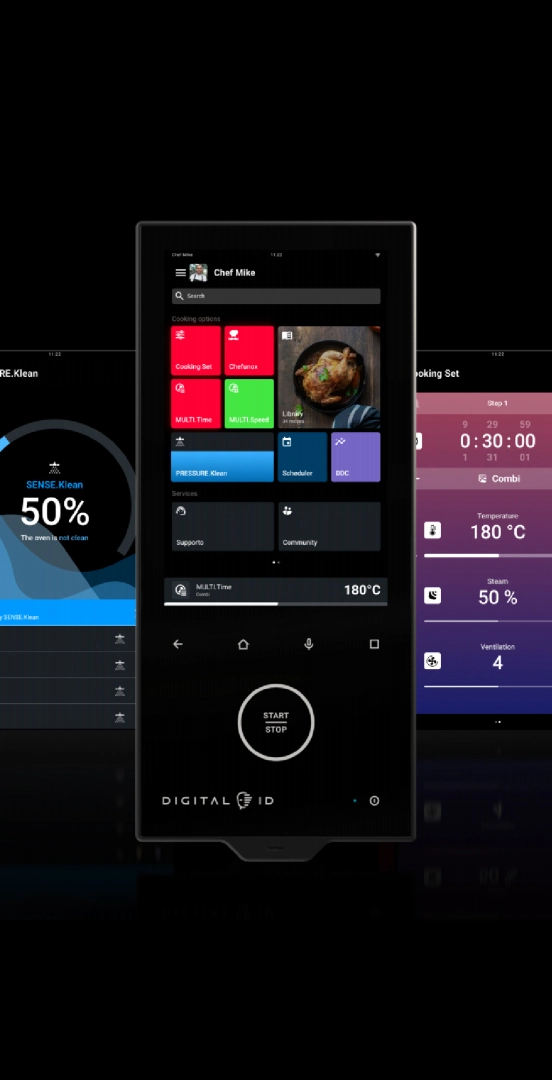 Chef Mike
11:22
Chef Mike
Search
Cooking options
Cooking Set
Chefunox
MULTI.Time
MULTI.Speed
Library
PRESSURE.Klean
Scheduler
DDC
Services
Supporto
Community
MULTI.Time
Combi
180°C
START
STOP
DIGITAL ID
11:22
RE.Klean
SENSE.Klean
50%
The oven is not clean
y SENSE.Klean
11:22
ooking Set
Step 1
9 29 59
0:30:00
1 31 01
Combi
Temperature
180 °C
Steam
50 %
Ventilation
4